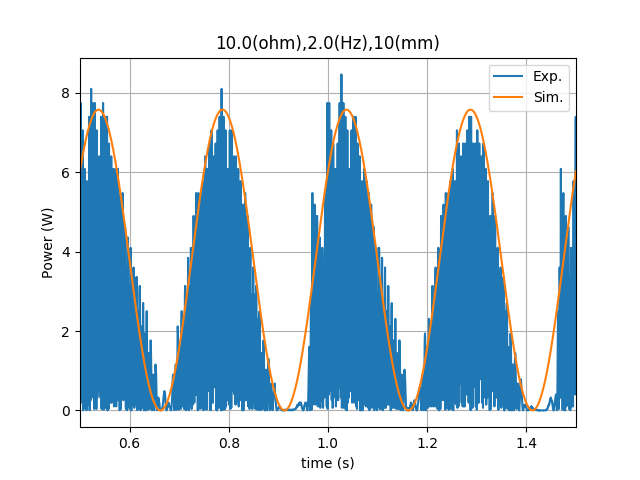 10.0(ohm),2.0(Hz),10(mm)
Exp.
Sim.
Power (W)
8
6
4
2
0
0.6 0.8 1.0 1.2 1.4
time (s)